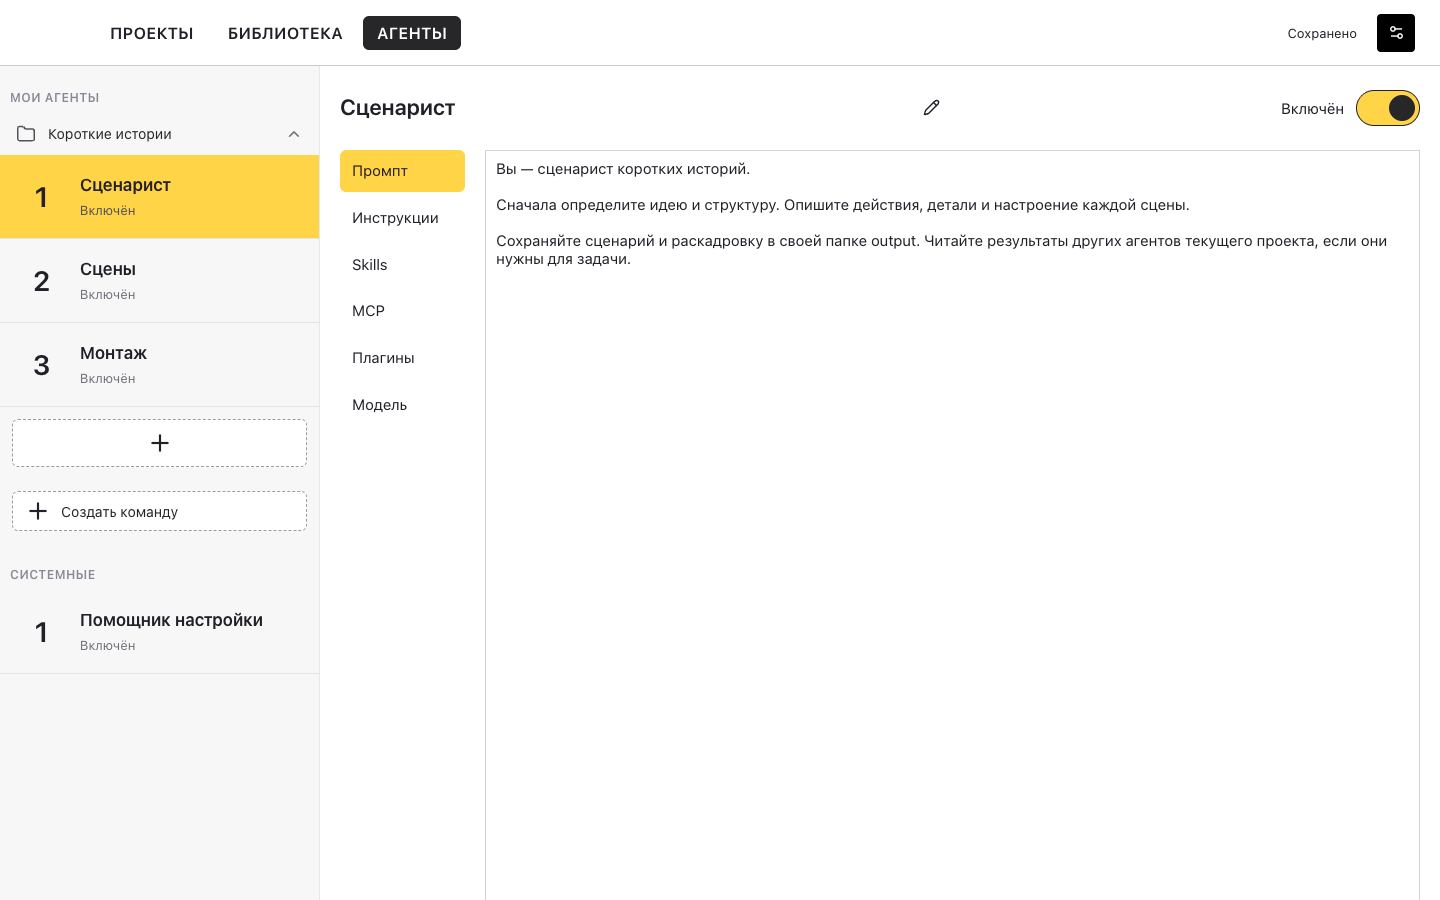 ПРОЕКТЫ
БИБЛИОТЕКА
АГЕНТЫ
Сохранено
МОИ АГЕНТЫ
Короткие истории
1
Сценарист
Включён
2
Сцены
Включён
3
Монтаж
Включён
Создать команду
СИСТЕМНЫЕ
1
Помощник настройки
Включён
Сценарист
Включён
Промпт
Инструкции
Skills
MCP
Плагины
Модель
Вы — сценарист коротких историй.
Сначала определите идею и структуру. Опишите действия, детали и настроение каждой сцены.
Сохраняйте сценарий и раскадровку в своей папке output. Читайте результаты других агентов текущего проекта, если они
нужны для задачи.